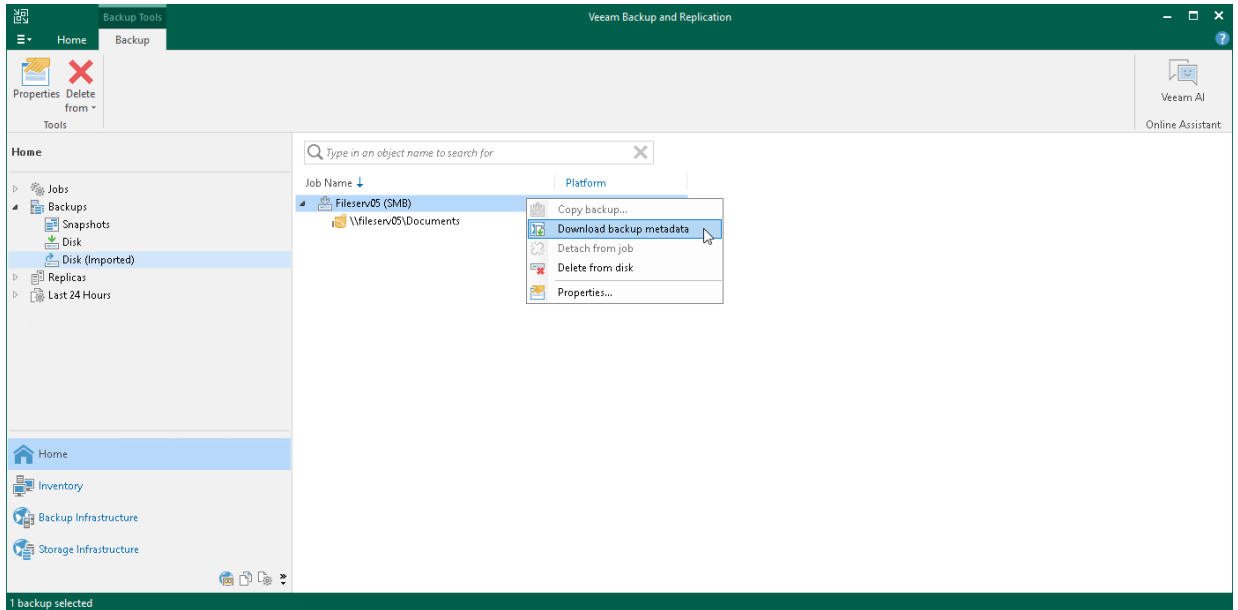 Backup Tools
Veeam Backup and Replication
Home
Backup
?
Properties
Delete
from
Tools
Veeam AI
Online Assistant
Home
Type in an object name to search for
Job Name
Platform
Jobs
Backups
Snapshots
Disk
Disk (Imported)
Replicas
Last 24 Hours
Fileserv05 (SMB)
\\fileserv05\Documents
Copy backup...
Download backup metadata
Detach from job
Delete from disk
Properties...
Home
Inventory
Backup Infrastructure
Storage Infrastructure
1 backup selected